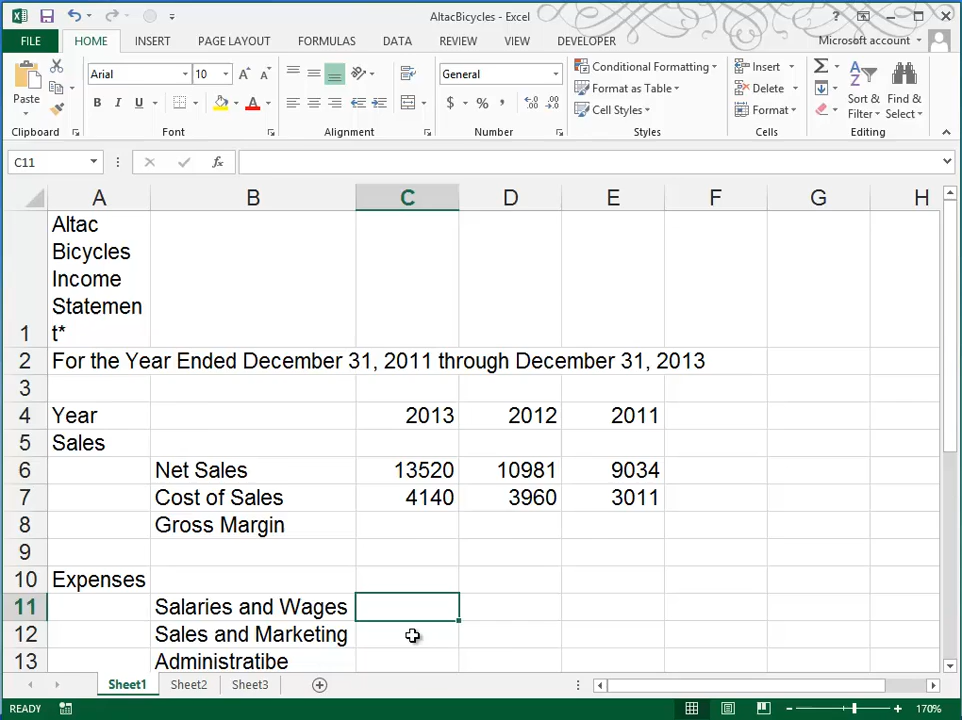 AltacBicycles - Excel
?
FILE HOME INSERT PAGE LAYOUT FORMULAS DATA REVIEW VIEW DEVELOPER Microsoft account
Paste
Arial 10 A A
B I U A
General
$ % , .0 .00 .00 .0
Conditional Formatting
Format as Table
Cell Styles
Insert
Delete
Format
Σ
A Z
Sort & Filter
Find & Select
Clipboard Font Alignment Number Styles Cells Editing
C11 fx
A B C D E F G H
1 Altac
Bicycles
Income
Statemen
t*
2 For the Year Ended December 31, 2011 through December 31, 2013
3
4 Year 2013 2012 2011
5 Sales
6 Net Sales 13520 10981 9034
7 Cost of Sales 4140 3960 3011
8 Gross Margin
9
10 Expenses
11 Salaries and Wages
12 Sales and Marketing
13 Administratibe
Sheet1 Sheet2 Sheet3
READY 170%